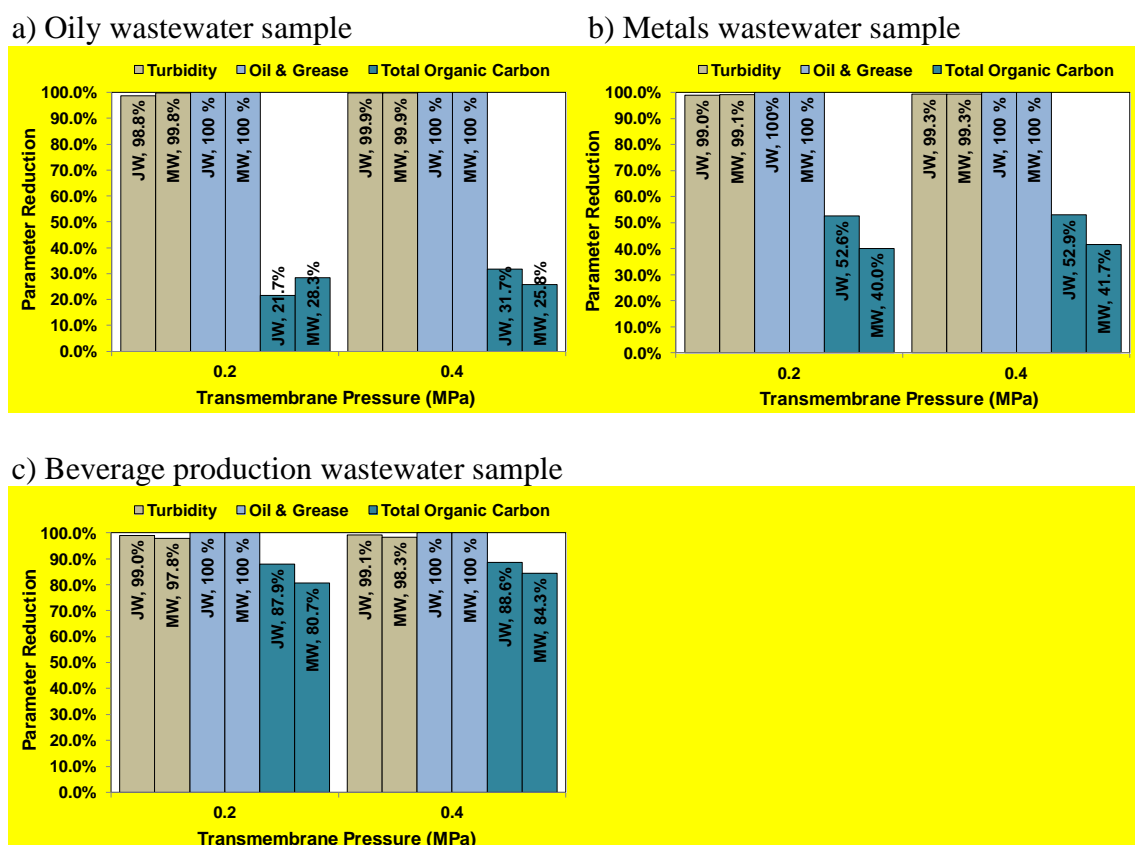 a) Oily wastewater sample
Turbidity Oil & Grease Total Organic Carbon
100.0%
90.0%
80.0%
70.0%
60.0%
50.0%
40.0%
30.0%
20.0%
10.0%
0.0%
Parameter Reduction
JW, 98.8%
MW, 99.8%
JW, 100 %
MW, 100 %
JW, 21.7%
MW, 28.3%
JW, 99.9%
MW, 99.9%
JW, 100 %
MW, 100 %
JW, 31.7%
MW, 25.8%
0.2 0.4
Transmembrane Pressure (MPa)
b) Metals wastewater sample
Turbidity Oil & Grease Total Organic Carbon
100.0%
90.0%
80.0%
70.0%
60.0%
50.0%
40.0%
30.0%
20.0%
10.0%
0.0%
Parameter Reduction
JW, 99.0%
MW, 99.1%
JW, 100%
MW, 100 %
JW, 52.6%
MW, 40.0%
JW, 99.3%
MW, 99.3%
JW, 100 %
MW, 100 %
JW, 52.9%
MW, 41.7%
0.2 0.4
Transmembrane Pressure (MPa)
c) Beverage production wastewater sample
Turbidity Oil & Grease Total Organic Carbon
100.0%
90.0%
80.0%
70.0%
60.0%
50.0%
40.0%
30.0%
20.0%
10.0%
0.0%
Parameter Reduction
JW, 99.0%
MW, 97.8%
JW, 100 %
MW, 100 %
JW, 87.9%
MW, 80.7%
JW, 99.1%
MW, 98.3%
JW, 100 %
MW, 100 %
JW, 88.6%
MW, 84.3%
0.2 0.4
Transmembrane Pressure (MPa)